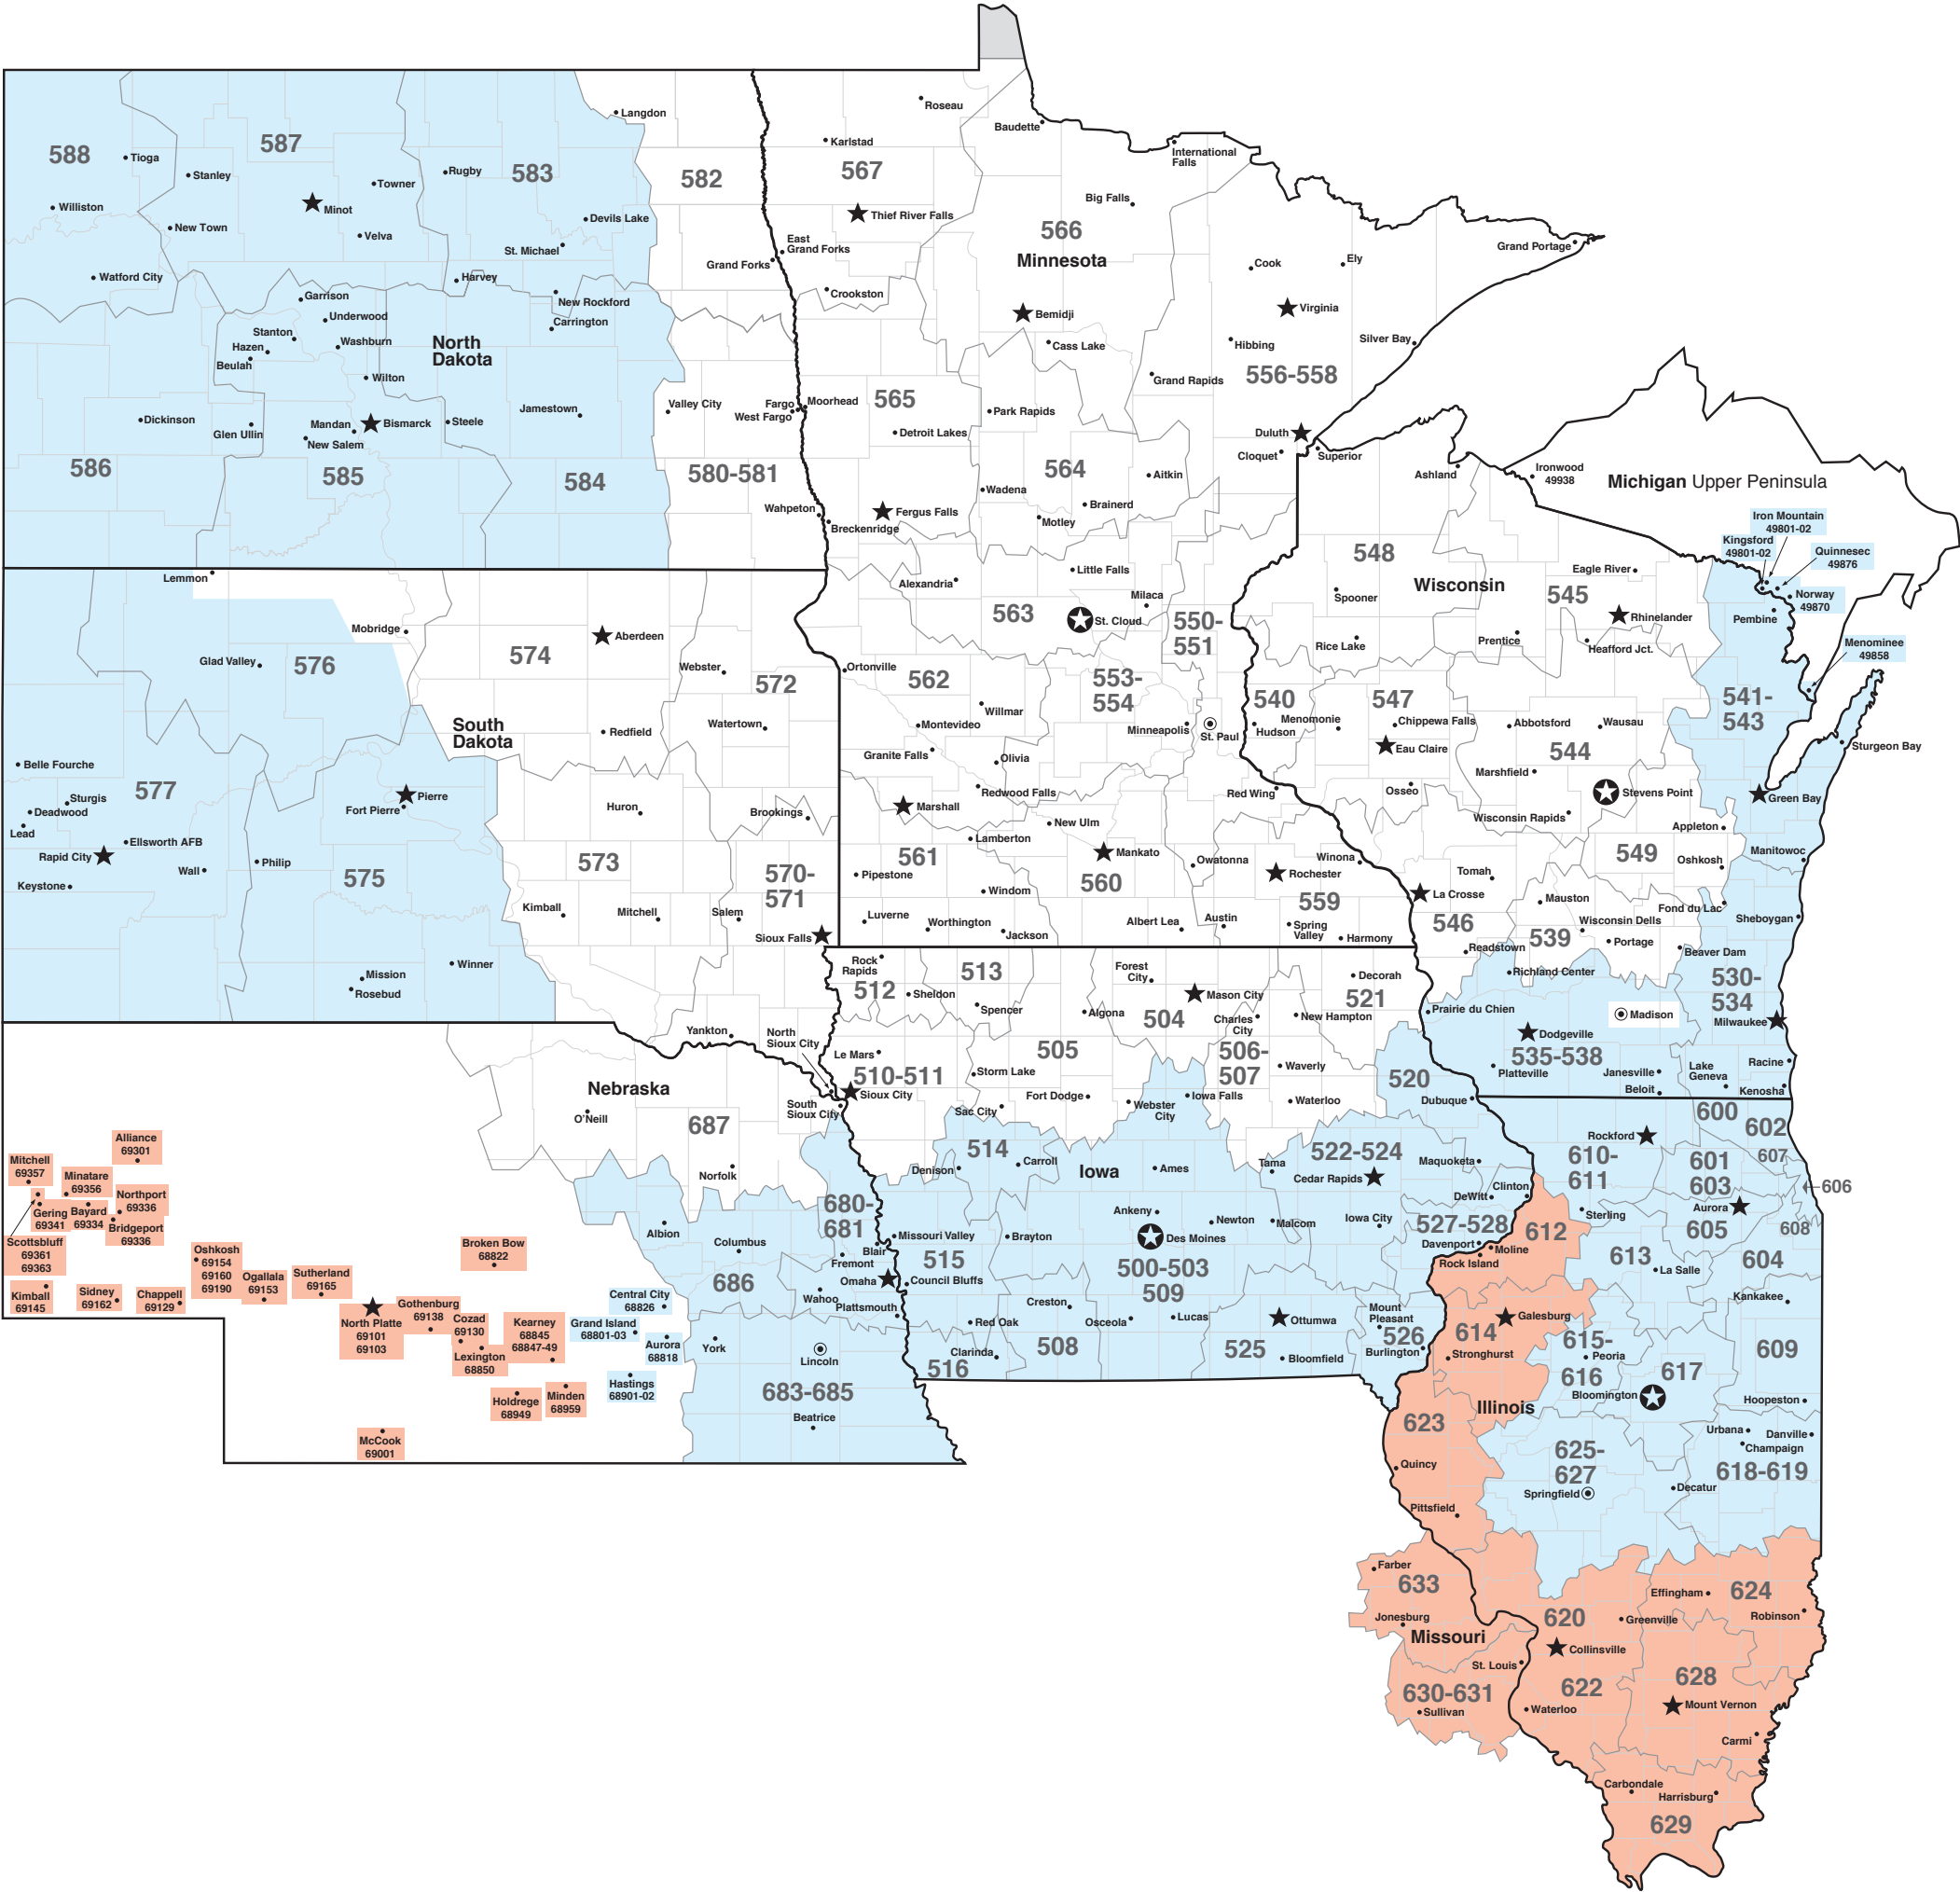 Langdon
Roseau
Karlstad
Baudette
International
Falls
588
587
583
582
567
Tioga
Stanley
Towner
Rugby
Williston
Minot
New Town
Velva
Devils Lake
St. Michael
Watford City
Harvey
New Rockford
Carrington
Garrison
Underwood
Stanton
Washburn
Hazen
Beulah
Wilton
North
Dakota
Dickinson
Glen Ullin
Mandan
New Salem
Bismarck
Steele
Jamestown
Valley City
586
585
584
580-581
Grand Forks
East
Grand Forks
Thief River Falls
Crookston
Fargo
West Fargo
Moorhead
Wahpeton
Breckenridge
Big Falls
566
Minnesota
Bemidji
Cass Lake
Cook
Ely
Grand Portage
Virginia
Hibbing
Silver Bay
Grand Rapids
556-558
565
Detroit Lakes
Park Rapids
564
Wadena
Aitkin
Brainerd
Motley
Fergus Falls
Duluth
Cloquet
Superior
Alexandria
Little Falls
Milaca
563
St. Cloud
550-
551
Ortonville
562
553-
554
Willmar
Montevideo
Minneapolis
St. Paul
Granite Falls
Olivia
Redwood Falls
Red Wing
Marshall
New Ulm
Lamberton
Mankato
Owatonna
Winona
561
560
Rochester
Pipestone
Windom
559
Luverne
Worthington
Jackson
Albert Lea
Austin
Spring
Valley
Harmony
Ashland
Ironwood
49938
Michigan Upper Peninsula
Iron Mountain
49801-02
Kingsford
49801-02
Quinnesec
49876
Norway
49870
Pembine
Menominee
49858
548
Wisconsin
545
Eagle River
Spooner
Rhinelander
Rice Lake
Prentice
Heafford Jct.
540
547
541-
543
Hudson
Menomonie
Chippewa Falls
Eau Claire
Abbotsford
Wausau
544
Sturgeon Bay
Marshfield
Osseo
Stevens Point
Green Bay
Wisconsin Rapids
Appleton
549
Manitowoc
Oshkosh
Tomah
La Crosse
Mauston
Fond du Lac
Sheboygan
546
539
Wisconsin Dells
Portage
Readstown
Beaver Dam
Richland Center
530-
534
Prairie du Chien
Madison
Milwaukee
Dodgeville
535-538
Platteville
Janesville
Beloit
Lake
Geneva
Racine
Kenosha
Lemmon
Mobridge
Glad Valley
576
574
Aberdeen
Webster
572
South
Dakota
Redfield
Watertown
Belle Fourche
577
Sturgis
Deadwood
Lead
Pierre
Fort Pierre
Huron
Brookings
Ellsworth AFB
Rapid City
Wall
Philip
Keystone
575
573
570-
571
Kimball
Mitchell
Salem
Sioux Falls
Winner
Mission
Rosebud
Yankton
North
Sioux City
Rock
Rapids
512
513
Sheldon
Spencer
Forest
City
Mason City
Decorah
521
Algona
504
Charles
City
New Hampton
Le Mars
505
506-
507
510-511
Storm Lake
Waverly
Sioux City
520
Fort Dodge
Webster
City
Iowa Falls
Waterloo
Dubuque
Sac City
South
Sioux City
514
Iowa
522-524
Denison
Carroll
Ames
Tama
Maquoketa
Cedar Rapids
DeWitt
Clinton
Ankeny
Newton
Malcom
Iowa City
527-528
Missouri Valley
Brayton
Des Moines
Davenport
515
500-503
509
Council Bluffs
Creston
Osceola
Lucas
Ottumwa
Mount
Pleasant
Red Oak
526
Burlington
Clarinda
508
525
Bloomfield
516
Nebraska
O'Neill
687
Norfolk
680-
681
Albion
Columbus
Blair
Fremont
Omaha
686
Wahoo
Plattsmouth
York
Lincoln
683-685
Beatrice
Alliance
69301
Mitchell
69357
Minatare
69356
Northport
69336
Gering
69341
Bayard
69334
Bridgeport
69336
Scottsbluff
69361
69363
Kimball
69145
Sidney
69162
Chappell
69129
Oshkosh
69154
69160
69190
Ogallala
69153
Sutherland
69165
Broken Bow
68822
North Platte
69101
69103
Gothenburg
69138
Cozad
69130
Lexington
68850
Kearney
68845
68847-49
Holdrege
68949
Minden
68959
McCook
69001
Central City
68826
Grand Island
68801-03
Aurora
68818
Hastings
68901-02
600
602
Rockford
610-
611
601
603
607
606
Aurora
605
608
Sterling
612
613
604
Moline
Rock Island
La Salle
Kankakee
Galesburg
614
615-
Peoria
616
617
609
Stronghurst
Bloomington
Illinois
Hoopeston
623
Urbana
Danville
Champaign
625-
627
618-619
Quincy
Springfield
Decatur
Pittsfield
Farber
633
Effingham
624
Jonesburg
620
Greenville
Robinson
Missouri
Collinsville
St. Louis
628
630-631
622
Sullivan
Waterloo
Mount Vernon
Carmi
Carbondale
Harrisburg
629